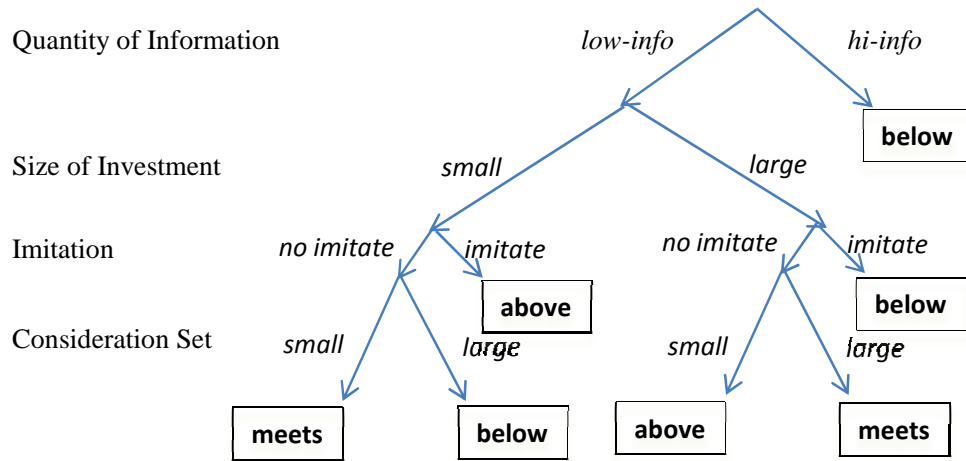 Quantity of Information low-info hi-info
below
Size of Investment small large
Imitation no imitate imitate no imitate imitate
above below
Consideration Set small large small large
meets below above meets